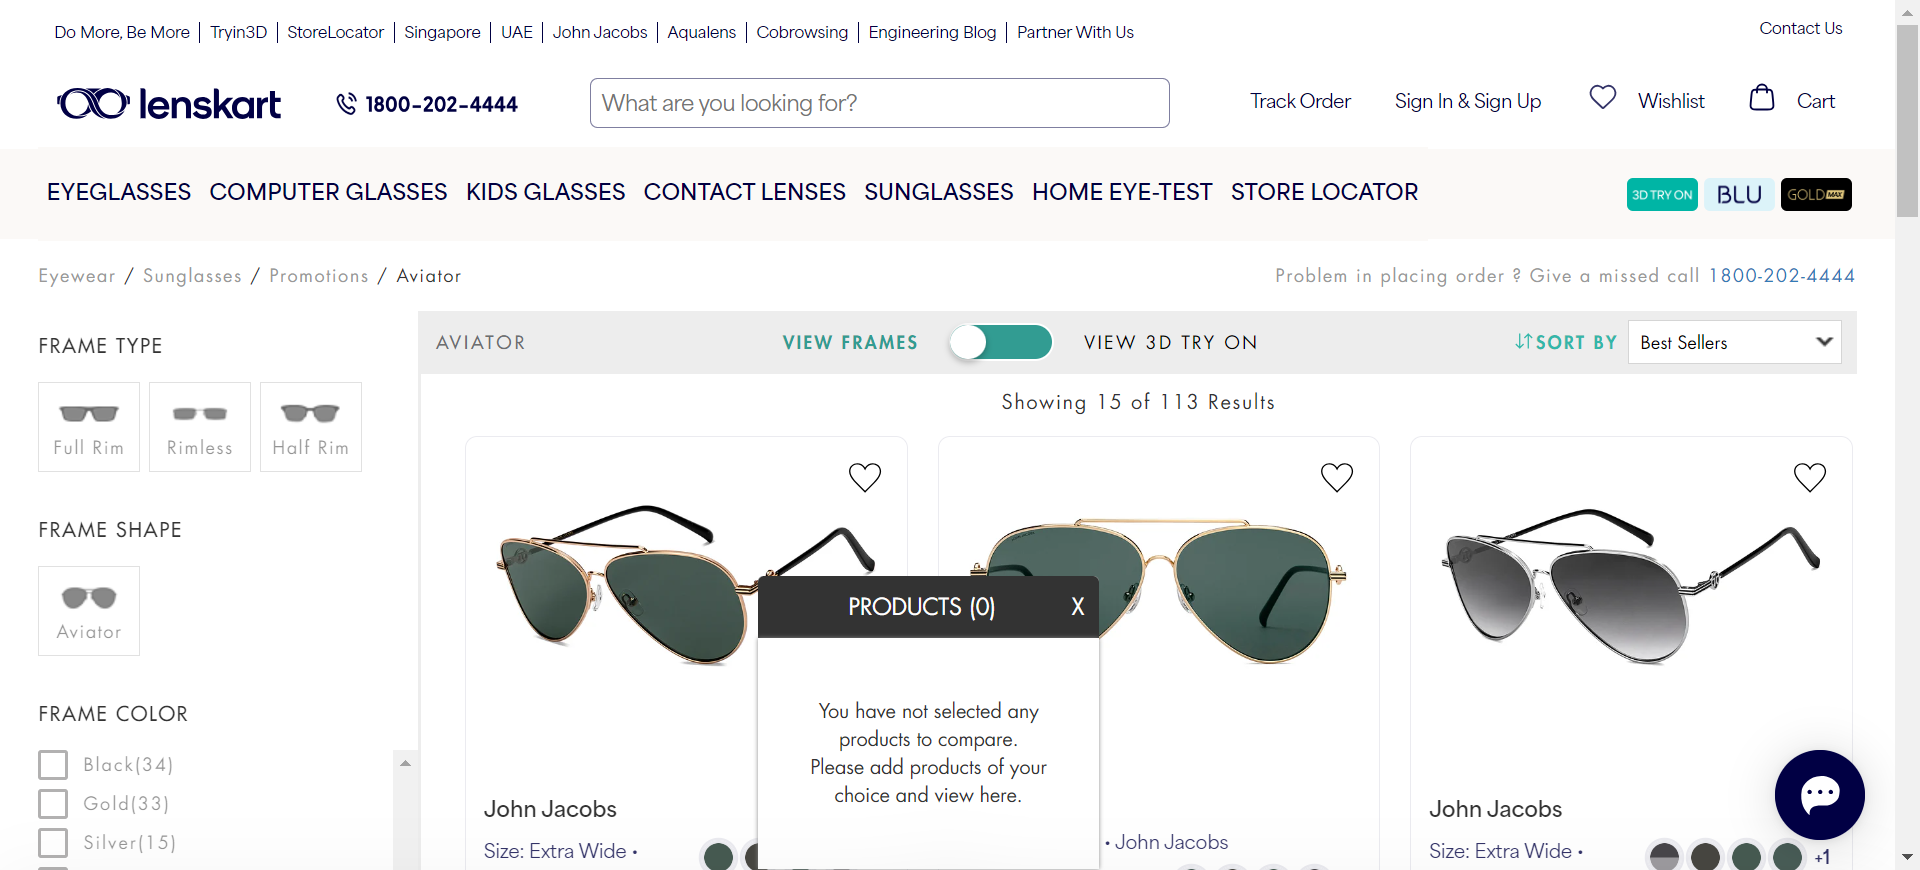 Do More, Be More Tryin3D StoreLocator Singapore UAE John Jacobs Aqualens Cobrowsing Engineering Blog Partner With Us
Contact Us
lenskart
1800-202-4444
What are you looking for?
Track Order
Sign In & Sign Up
Wishlist
Cart
EYEGLASSES COMPUTER GLASSES KIDS GLASSES CONTACT LENSES SUNGLASSES HOME EYE-TEST STORE LOCATOR
3D TRY ON
BLU
GOLD MAX
Eyewear / Sunglasses / Promotions / Aviator
Problem in placing order ? Give a missed call 1800-202-4444
FRAME TYPE
Full Rim
Rimless
Half Rim
FRAME SHAPE
Aviator
FRAME COLOR
Black(34)
Gold(33)
Silver(15)
AVIATOR
VIEW FRAMES
VIEW 3D TRY ON
SORT BY
Best Sellers
Showing 15 of 113 Results
John Jacobs
Size: Extra Wide •
PRODUCTS (0)
X
You have not selected any
products to compare.
Please add products of your
choice and view here.
• John Jacobs
John Jacobs
Size: Extra Wide •
+1